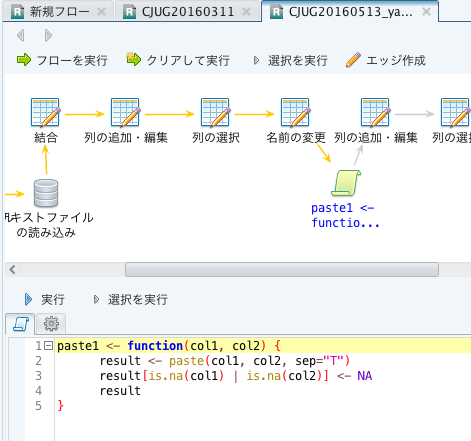 新規フロー
CJUG20160311
CJUG20160513_ya...
フローを実行
クリアして実行
選択を実行
エッジ作成
結合
列の追加・編集
列の選択
名前の変更
列の追加・編集
列の選
キストファイル
の読み込み
paste1 <-
functio...
実行
選択を実行
1 paste1 <- function(col1, col2) {
2 result <- paste(col1, col2, sep="T")
3 result[is.na(col1) | is.na(col2)] <- NA
4 result
5 }